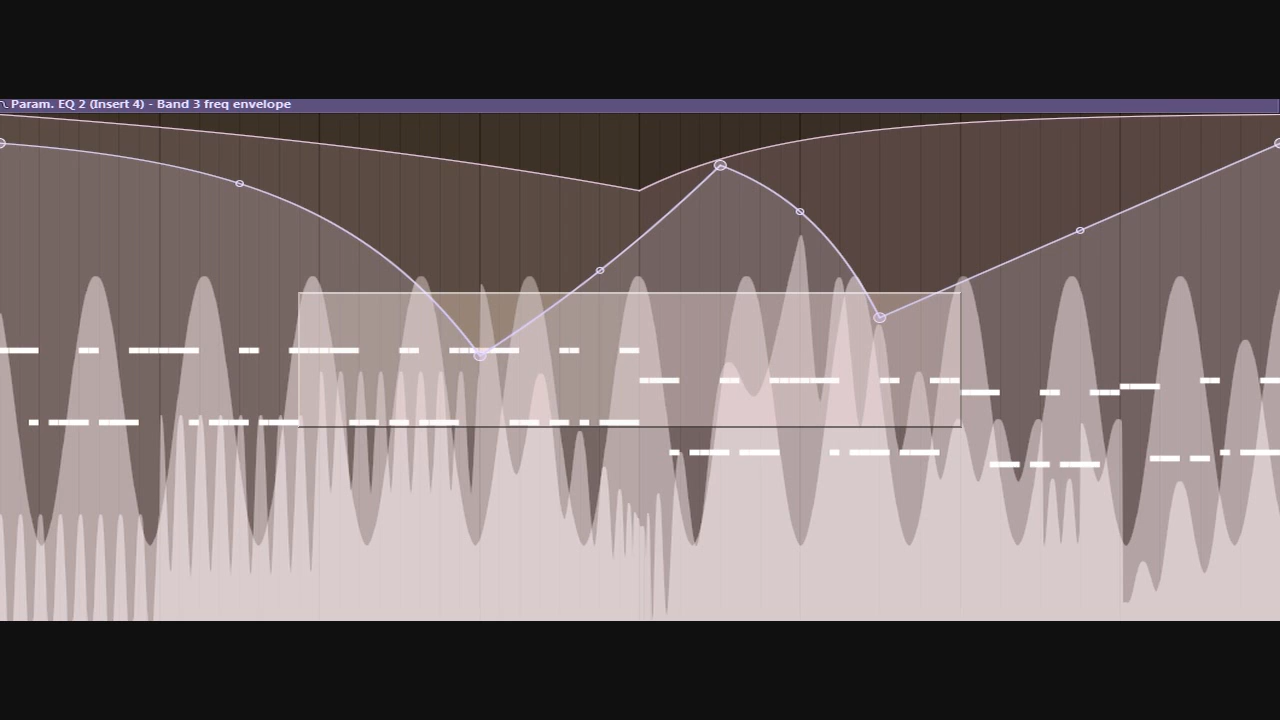 Param. EQ 2 (Insert 4) - Band 3 freq envelope